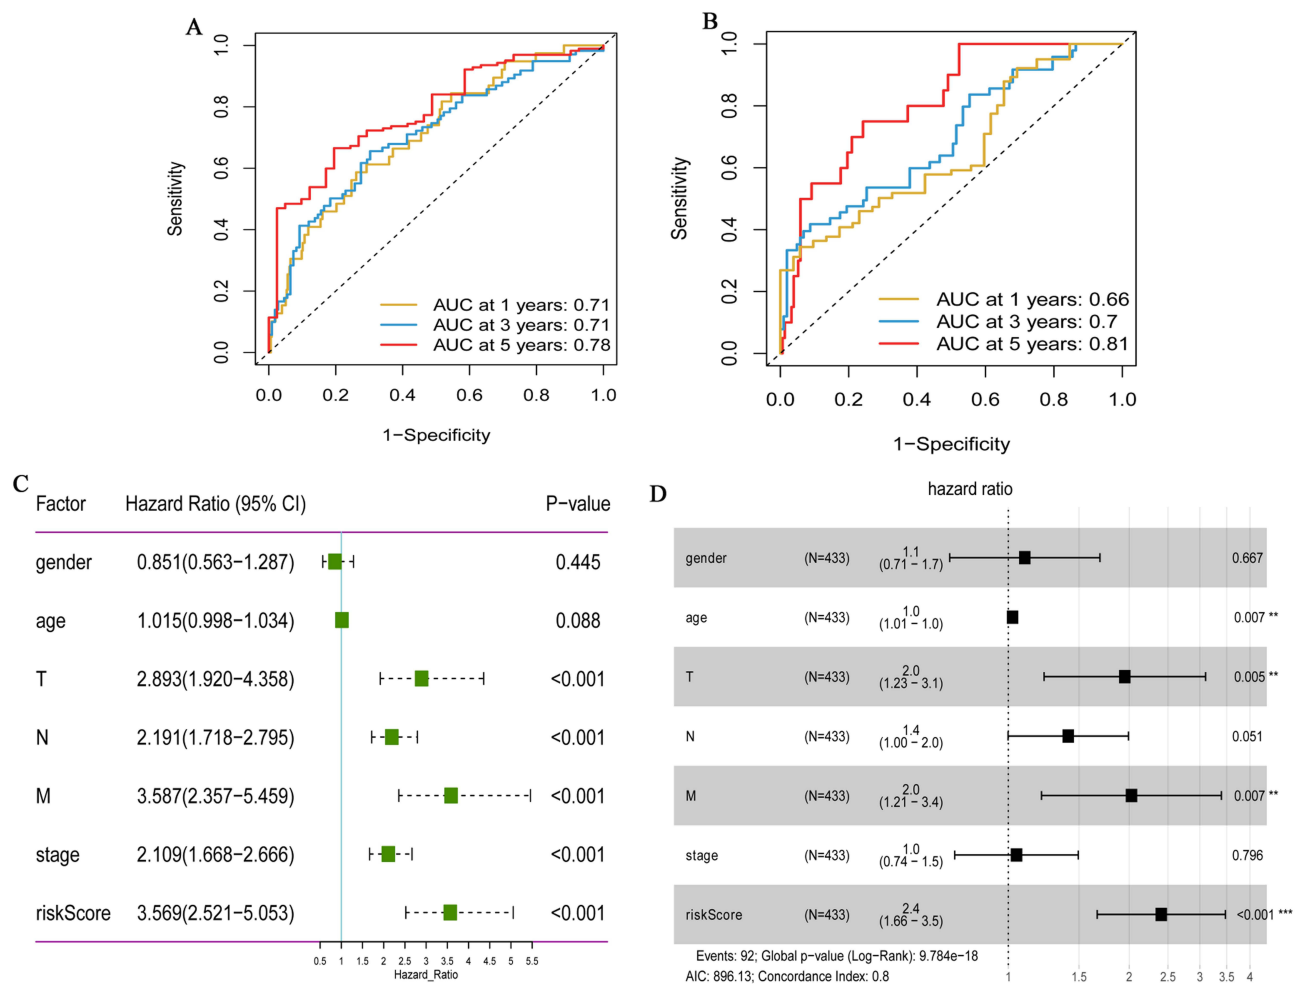 A
1.0
0.8
0.6
0.4
0.2
0.0
Sensitivity
AUC at 1 years: 0.71
AUC at 3 years: 0.71
AUC at 5 years: 0.78
0.0 0.2 0.4 0.6 0.8 1.0
1−Specificity
B
1.0
0.8
0.6
0.4
0.2
0.0
Sensitivity
AUC at 1 years: 0.66
AUC at 3 years: 0.7
AUC at 5 years: 0.81
0.0 0.2 0.4 0.6 0.8 1.0
1−Specificity
C
Factor Hazard Ratio (95% CI) P−value
gender 0.851(0.563−1.287) 0.445
age 1.015(0.998−1.034) 0.088
T 2.893(1.920−4.358) <0.001
N 2.191(1.718−2.795) <0.001
M 3.587(2.357−5.459) <0.001
stage 2.109(1.668−2.666) <0.001
riskScore 3.569(2.521−5.053) <0.001
0.5 1 1.5 2 2.5 3 3.5 4 4.5 5 5.5
Hazard_Ratio
D
hazard ratio
gender (N=433) 1.1 0.667
(0.71 − 1.7)
age (N=433) 1.0 0.007 **
(1.01 − 1.0)
T (N=433) 2.0 0.005 **
(1.23 − 3.1)
N (N=433) 1.4 0.051
(1.00 − 2.0)
M (N=433) 2.0 0.007 **
(1.21 − 3.4)
stage (N=433) 1.0 0.796
(0.74 − 1.5)
riskScore (N=433) 2.4 <0.001 ***
(1.66 − 3.5)
Events: 92; Global p−value (Log−Rank): 9.784e−18
AIC: 896.13; Concordance Index: 0.8
1 1.5 2 2.5 3 3.5 4